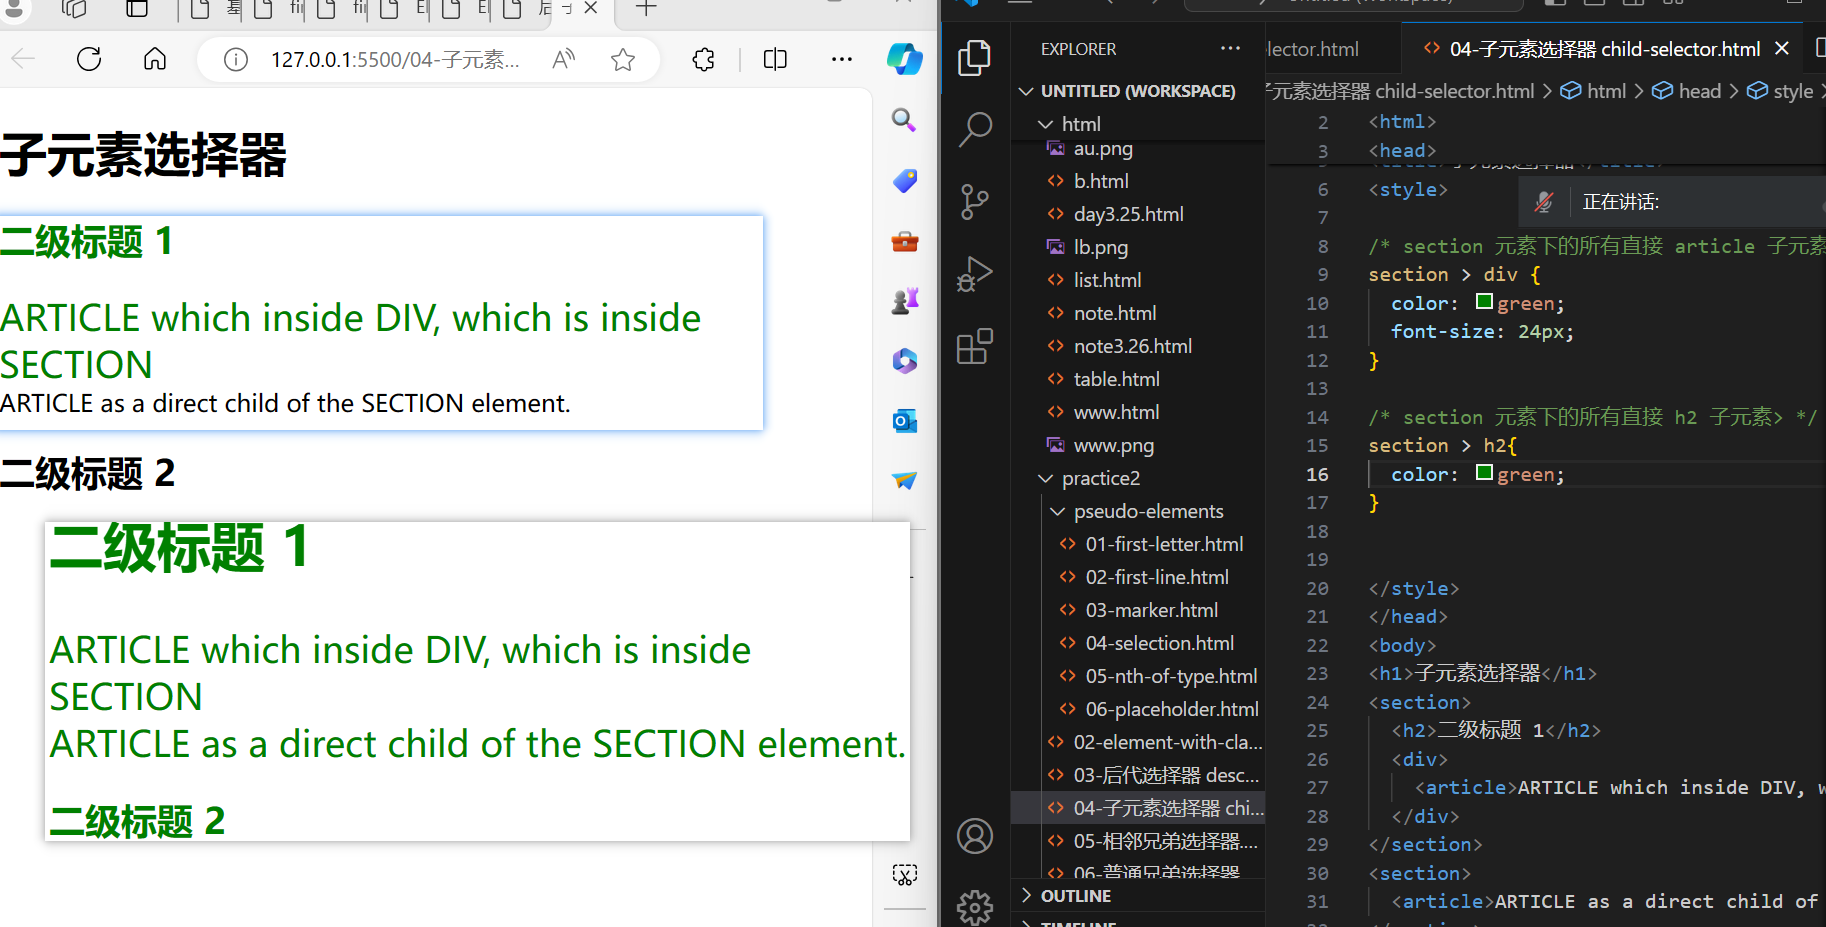 127.0.0.1:5500/04-子元素...
子元素选择器
二级标题 1
ARTICLE which inside DIV, which is inside
SECTION
ARTICLE as a direct child of the SECTION element.
二级标题 2
二级标题 1
ARTICLE which inside DIV, which is inside
SECTION
ARTICLE as a direct child of the SECTION element.
二级标题 2
EXPLORER
UNTITLED (WORKSPACE)
html
au.png
b.html
day3.25.html
lb.png
list.html
note.html
note3.26.html
table.html
www.html
www.png
practice2
pseudo-elements
01-first-letter.html
02-first-line.html
03-marker.html
04-selection.html
05-nth-of-type.html
06-placeholder.html
02-element-with-cla...
03-后代选择器 desc...
04-子元素选择器 chi...
05-相邻兄弟选择器....
06-普通兄弟选择器
OUTLINE
TIMELINE
lector.html
04-子元素选择器 child-selector.html
子元素选择器 child-selector.html > html > head > style >
2 <html>
3 <head>
6 <style>
正在讲话:
7
8 /* section 元素下的所有直接 article 子元素
9 section > div {
10 color: green;
11 font-size: 24px;
12 }
13
14 /* section 元素下的所有直接 h2 子元素> */
15 section > h2{
16 color: green;
17 }
18
19
20 </style>
21 </head>
22 <body>
23 <h1>子元素选择器</h1>
24 <section>
25 <h2>二级标题 1</h2>
26 <div>
27 <article>ARTICLE which inside DIV, w
28 </div>
29 </section>
30 <section>
31 <article>ARTICLE as a direct child of